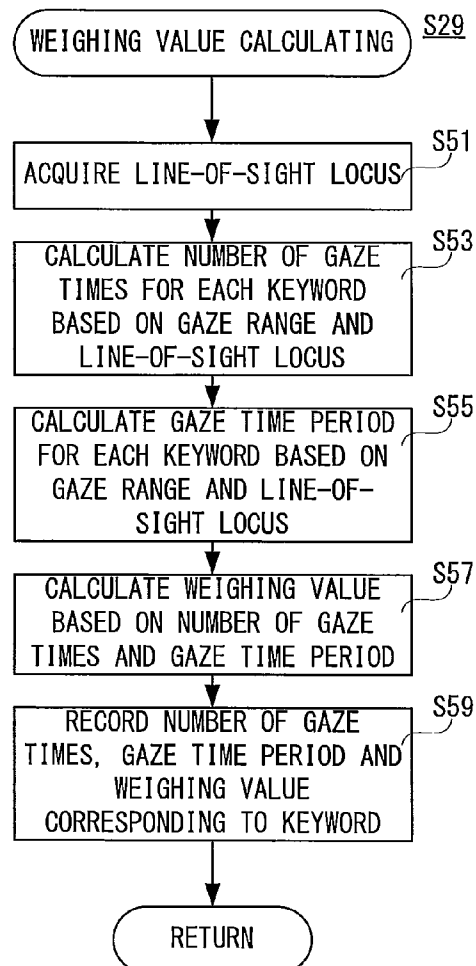 WEIGHING VALUE CALCULATING
S29
S51
ACQUIRE LINE-OF-SIGHT LOCUS
S53
CALCULATE NUMBER OF GAZE
TIMES FOR EACH KEYWORD
BASED ON GAZE RANGE AND
LINE-OF-SIGHT LOCUS
S55
CALCULATE GAZE TIME PERIOD
FOR EACH KEYWORD BASED ON
GAZE RANGE AND LINE-OF-
SIGHT LOCUS
S57
CALCULATE WEIGHING VALUE
BASED ON NUMBER OF GAZE
TIMES AND GAZE TIME PERIOD
S59
RECORD NUMBER OF GAZE
TIMES, GAZE TIME PERIOD AND
WEIGHING VALUE
CORRESPONDING TO KEYWORD
RETURN